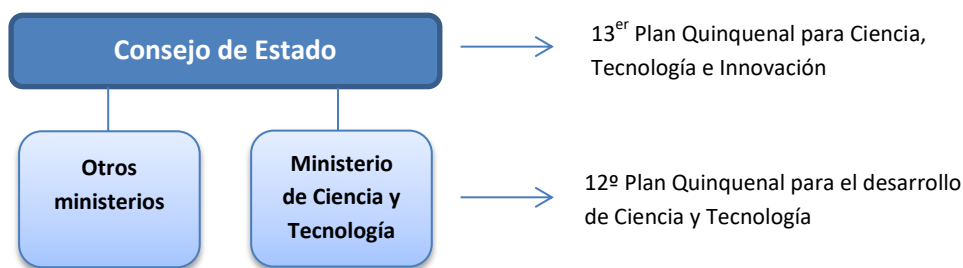 Consejo de Estado
13er Plan Quinquenal para Ciencia,
Tecnología e Innovación
Otros
ministerios
Ministerio
de Ciencia y
Tecnología
12º Plan Quinquenal para el desarrollo
de Ciencia y Tecnología